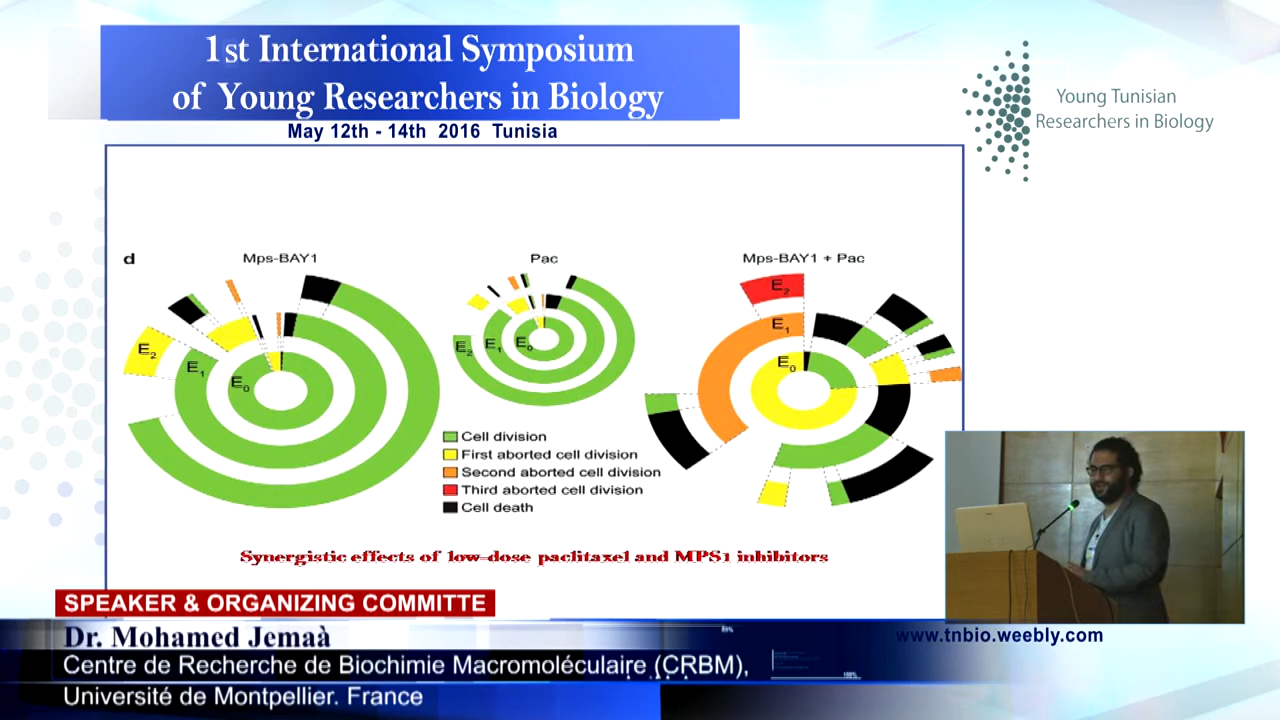 1st International Symposium
of Young Researchers in Biology
May 12th - 14th 2016 Tunisia
Young Tunisian
Researchers in Biology
d
Mps-BAY1
Pac
Mps-BAY1 + Pac
E2
E1
E0
E2
E1
E0
E2
E1
E0
Cell division
First aborted cell division
Second aborted cell division
Third aborted cell division
Cell death
Synergistic effects of low-dose paclitaxel and MPS1 inhibitors
SPEAKER & ORGANIZING COMMITTE
Dr. Mohamed Jemaà
Centre de Recherche de Biochimie Macromoléculaire (CRBM),
Université de Montpellier. France
www.tnbio.weebly.com
100%